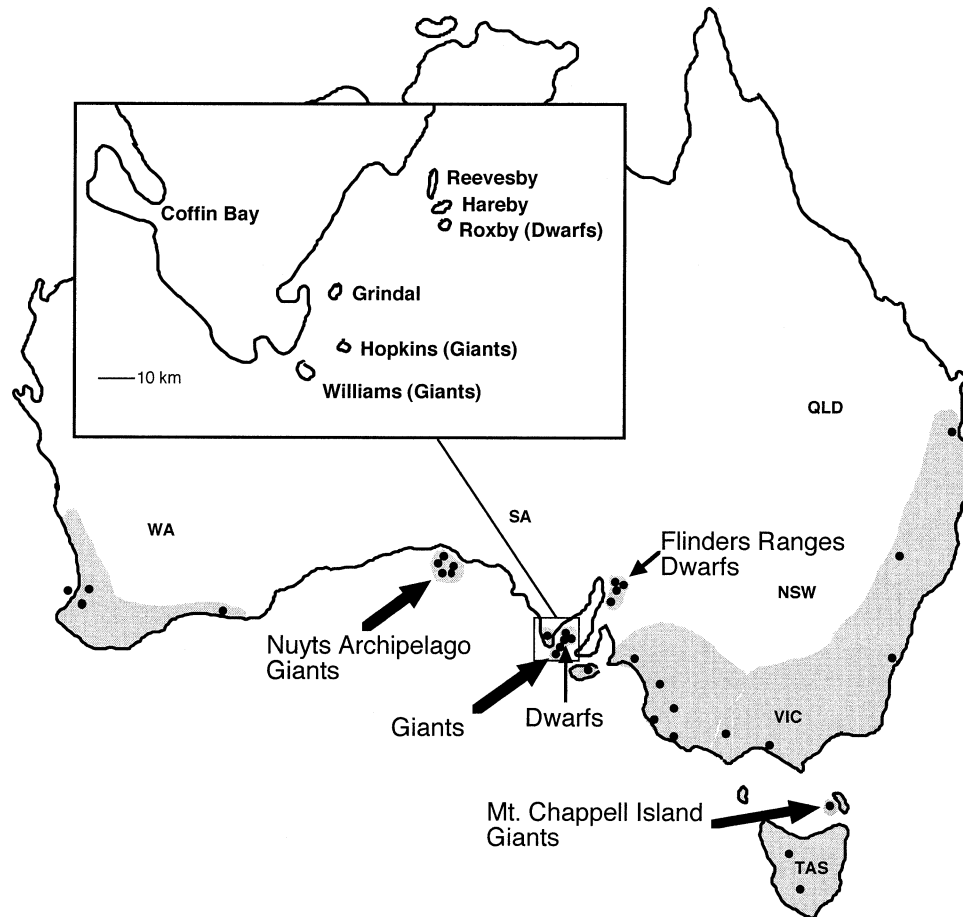 Reevesby
Hareby
Roxby (Dwarfs)
Coffin Bay
Grindal
Hopkins (Giants)
10 km
Williams (Giants)
QLD
SA
WA
Flinders Ranges
Dwarfs
NSW
Nuyts Archipelago
Giants
Giants
Dwarfs
VIC
Mt. Chappell Island
Giants
TAS